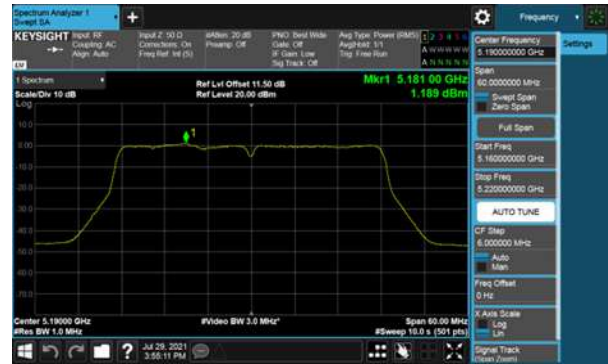 Spectrum Analyzer 1
Swept SA
+
Frequency
KEYSIGHT
Input: RF
Coupling: AC
Align: Auto
Input Z: 50 Ω
Corrections: On
Freq Ref: Int (S)
#Atten: 20 dB
Preamp: Off
PNO: Best Wide
Gate: Off
IF Gain: Low
Sig Track: Off
Avg Type: Power (RMS)
Avg|Hold: 1/1
Trig: Free Run
1 2 3 4 5 6
A W W W W W
A N N N N N
LW
1 Spectrum
Scale/Div 10 dB
Ref Lvl Offset 11.50 dB
Ref Level 20.00 dBm
Mkr1 5.181 00 GHz
1.189 dBm
Log
10.0
0.00
-10.0
-20.0
-30.0
-40.0
-50.0
-60.0
-70.0
1
Center 5.19000 GHz
#Res BW 1.0 MHz
#Video BW 3.0 MHz*
Span 60.00 MHz
#Sweep 10.0 s (501 pts)
Jul 29, 2021
3:55:11 PM
Center Frequency
5.190000000 GHz
Settings
Span
60.0000000 MHz
Swept Span
Zero Span
Full Span
Start Freq
5.160000000 GHz
Stop Freq
5.220000000 GHz
AUTO TUNE
CF Step
6.000000 MHz
Auto
Man
Freq Offset
0 Hz
X Axis Scale
Log
Lin
Signal Track
(Span Zoom)